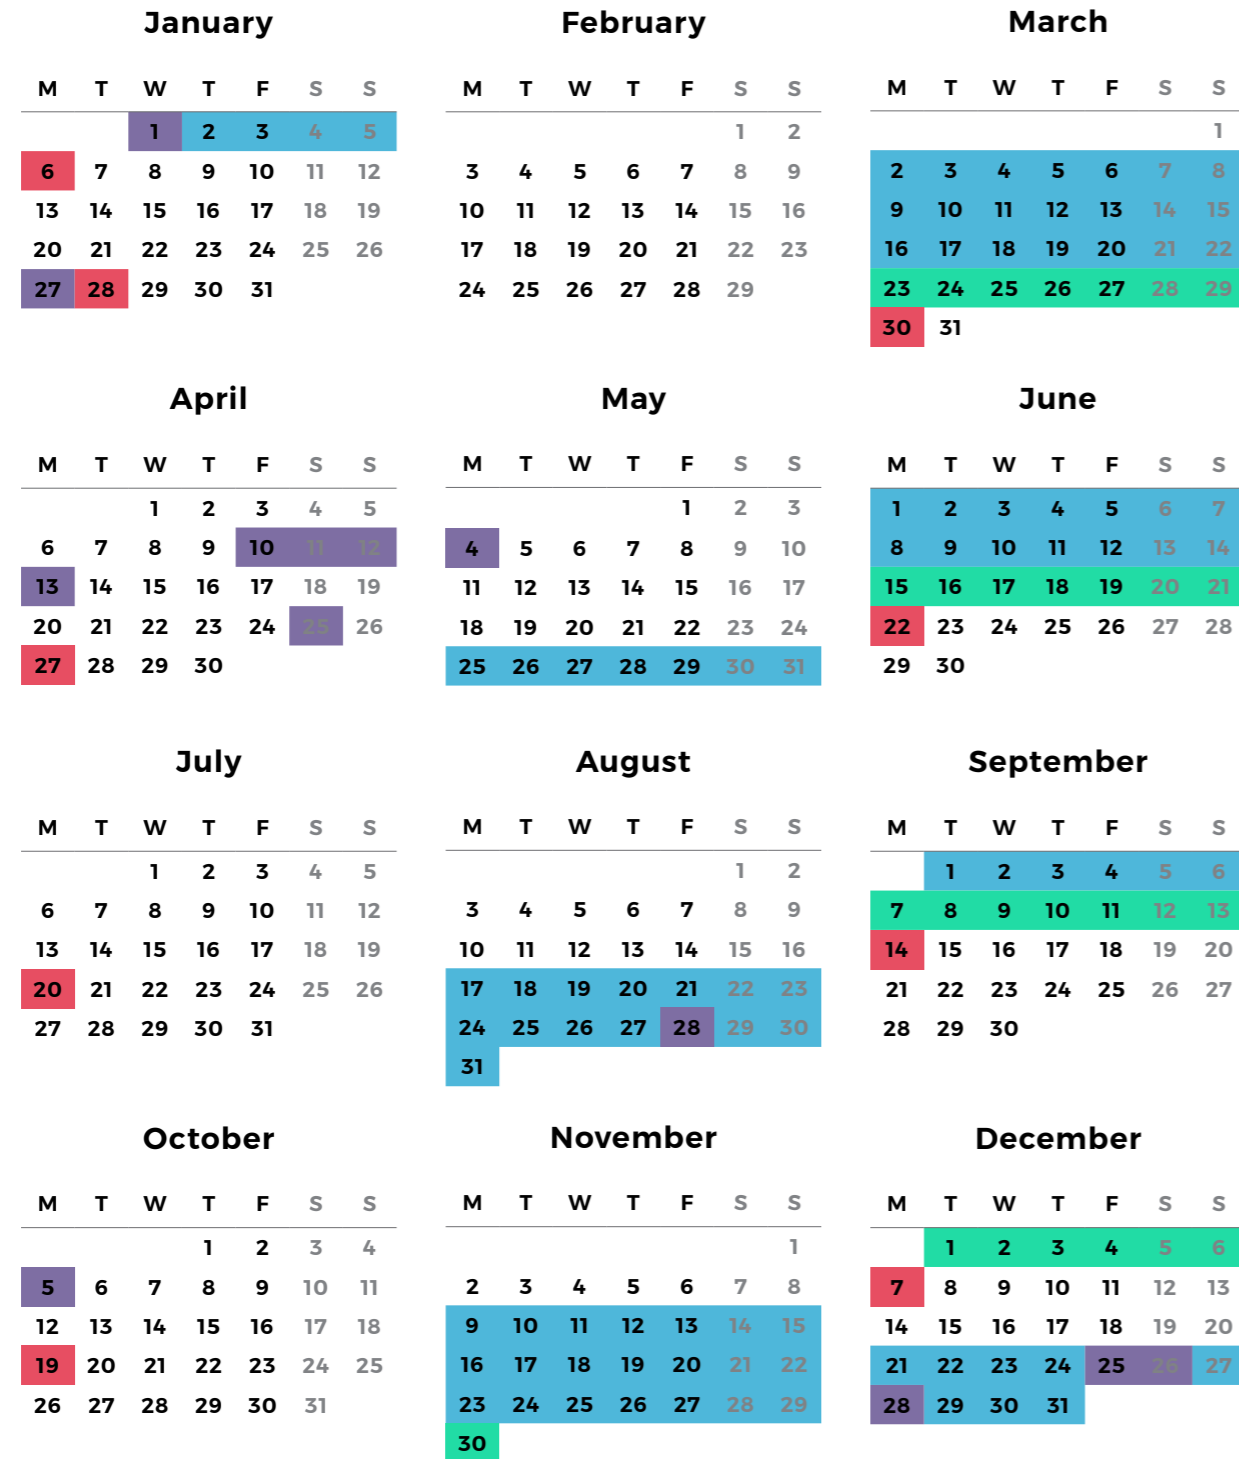 January February March
M T W T F S S M T W T F S S M T W T F S S
1 2 3 4 5 1 2 1
6 7 8 9 10 11 12 3 4 5 6 7 8 9 2 3 4 5 6 7 8
13 14 15 16 17 18 19 10 11 12 13 14 15 16 9 10 11 12 13 14 15
20 21 22 23 24 25 26 17 18 19 20 21 22 23 16 17 18 19 20 21 22
27 28 29 30 31 24 25 26 27 28 29 23 24 25 26 27 28 29
30 31
April May June
M T W T F S S M T W T F S S M T W T F S S
1 2 3 4 5 1 2 3 1 2 3 4 5 6 7
6 7 8 9 10 11 12 4 5 6 7 8 9 10 8 9 10 11 12 13 14
13 14 15 16 17 18 19 11 12 13 14 15 16 17 15 16 17 18 19 20 21
20 21 22 23 24 25 26 18 19 20 21 22 23 24 22 23 24 25 26 27 28
27 28 29 30 25 26 27 28 29 30 31 29 30
July August September
M T W T F S S M T W T F S S M T W T F S S
1 2 3 4 5 1 2 1 2 3 4 5 6
6 7 8 9 10 11 12 3 4 5 6 7 8 9 7 8 9 10 11 12 13
13 14 15 16 17 18 19 10 11 12 13 14 15 16 14 15 16 17 18 19 20
20 21 22 23 24 25 26 17 18 19 20 21 22 23 21 22 23 24 25 26 27
27 28 29 30 31 24 25 26 27 28 29 30 28 29 30
31
October November December
M T W T F S S M T W T F S S M T W T F S S
1 2 3 4 1 1 2 3 4 5 6
5 6 7 8 9 10 11 2 3 4 5 6 7 8 7 8 9 10 11 12 13
12 13 14 15 16 17 18 9 10 11 12 13 14 15 14 15 16 17 18 19 20
19 20 21 22 23 24 25 16 17 18 19 20 21 22 21 22 23 24 25 26 27
26 27 28 29 30 31 23 24 25 26 27 28 29 28 29 30 31
30